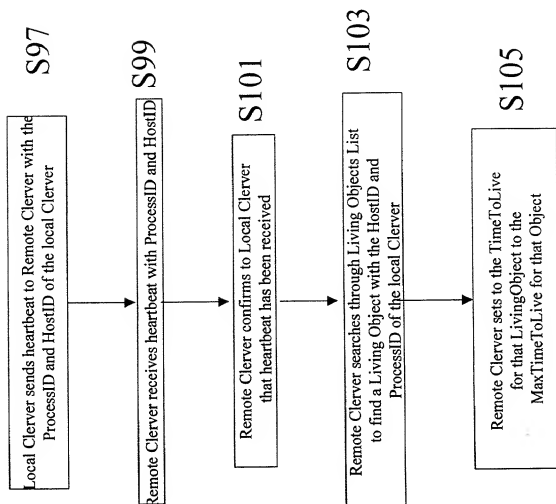 S97
Local Clerver sends heartbeat to Remote Clerver with the
ProcessID and HostID of the local Clerver
S99
Remote Clerver receives heartbeat with ProcessID and HostID
S101
Remote Clerver confirms to Local Clerver
that heartbeat has been received
S103
Remote Clerver searches through Living Objects List
to find a Living Object with the HostID and
ProcessID of the local Clerver
S105
Remote Clerver sets to the TimeToLive
for that LivingObject to the
MaxTimeToLive for that Object